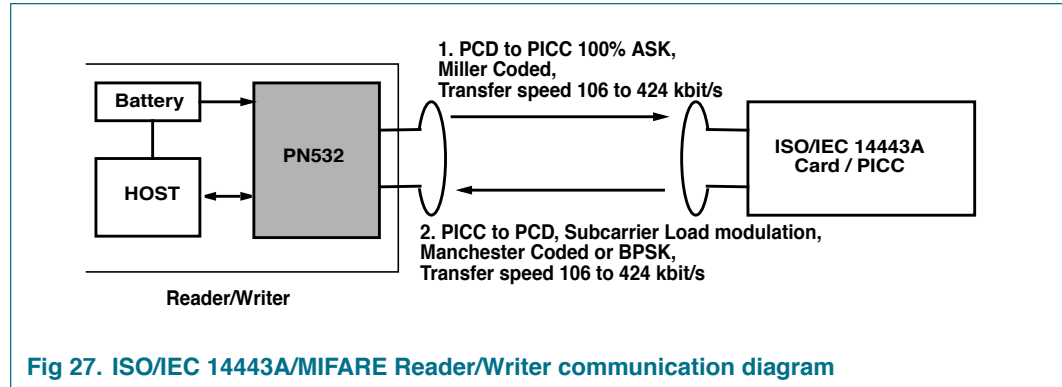 1. PCD to PICC 100% ASK,
Miller Coded,
Transfer speed 106 to 424 kbit/s
Battery
PN532
HOST
ISO/IEC 14443A
Card / PICC
2. PICC to PCD, Subcarrier Load modulation,
Manchester Coded or BPSK,
Transfer speed 106 to 424 kbit/s
Reader/Writer
Fig 27. ISO/IEC 14443A/MIFARE Reader/Writer communication diagram